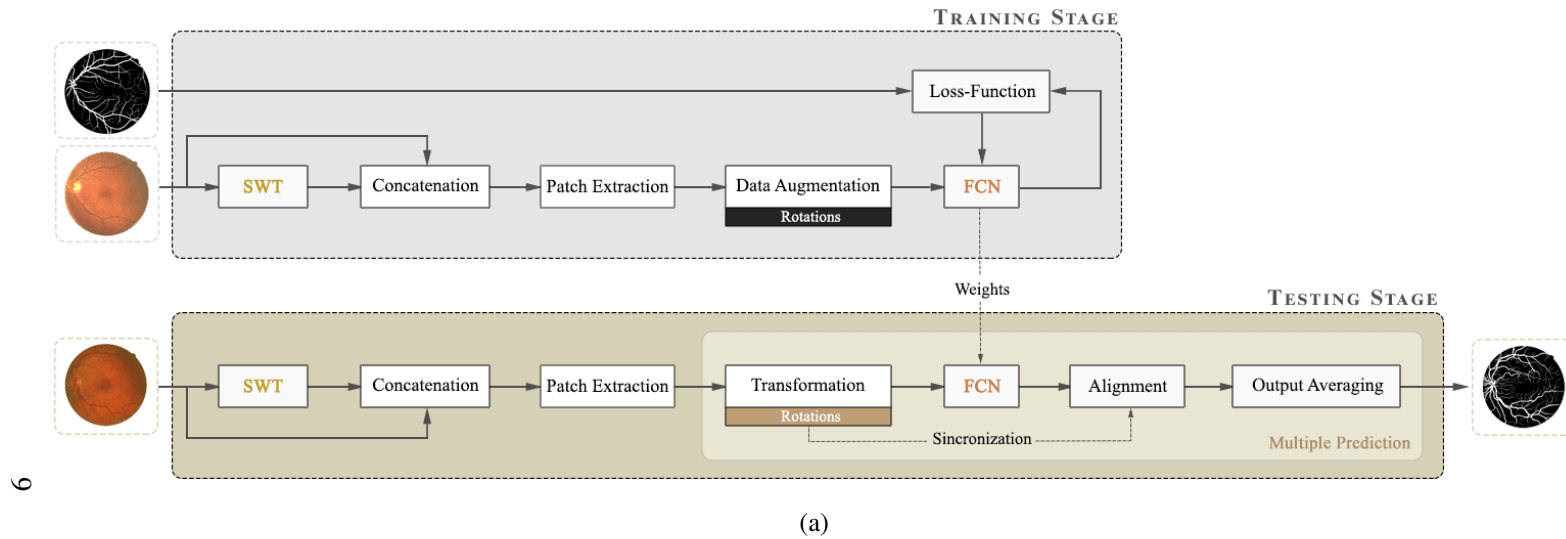 TRAINING STAGE
Loss-Function
SWT
Concatenation
Patch Extraction
Data Augmentation
FCN
Rotations
Weights
TESTING STAGE
SWT
Concatenation
Patch Extraction
Transformation
FCN
Alignment
Output Averaging
Rotations
Sincronization
Multiple Prediction
6
(a)